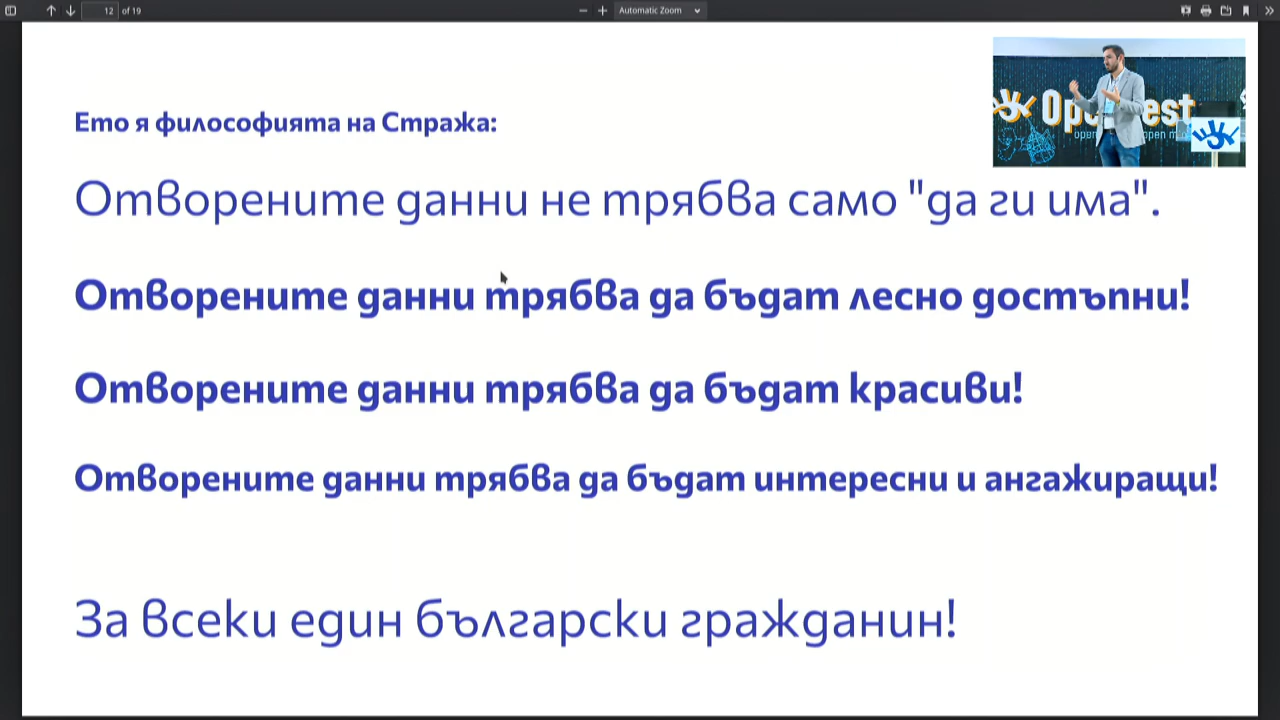 12 of 19
Automatic Zoom
Ето я философията на Стража:
Отворените данни не трябва само "да ги има".
Отворените данни трябва да бъдат лесно достъпни!
Отворените данни трябва да бъдат красиви!
Отворените данни трябва да бъдат интересни и ангажиращи!
За всеки един български гражданин!